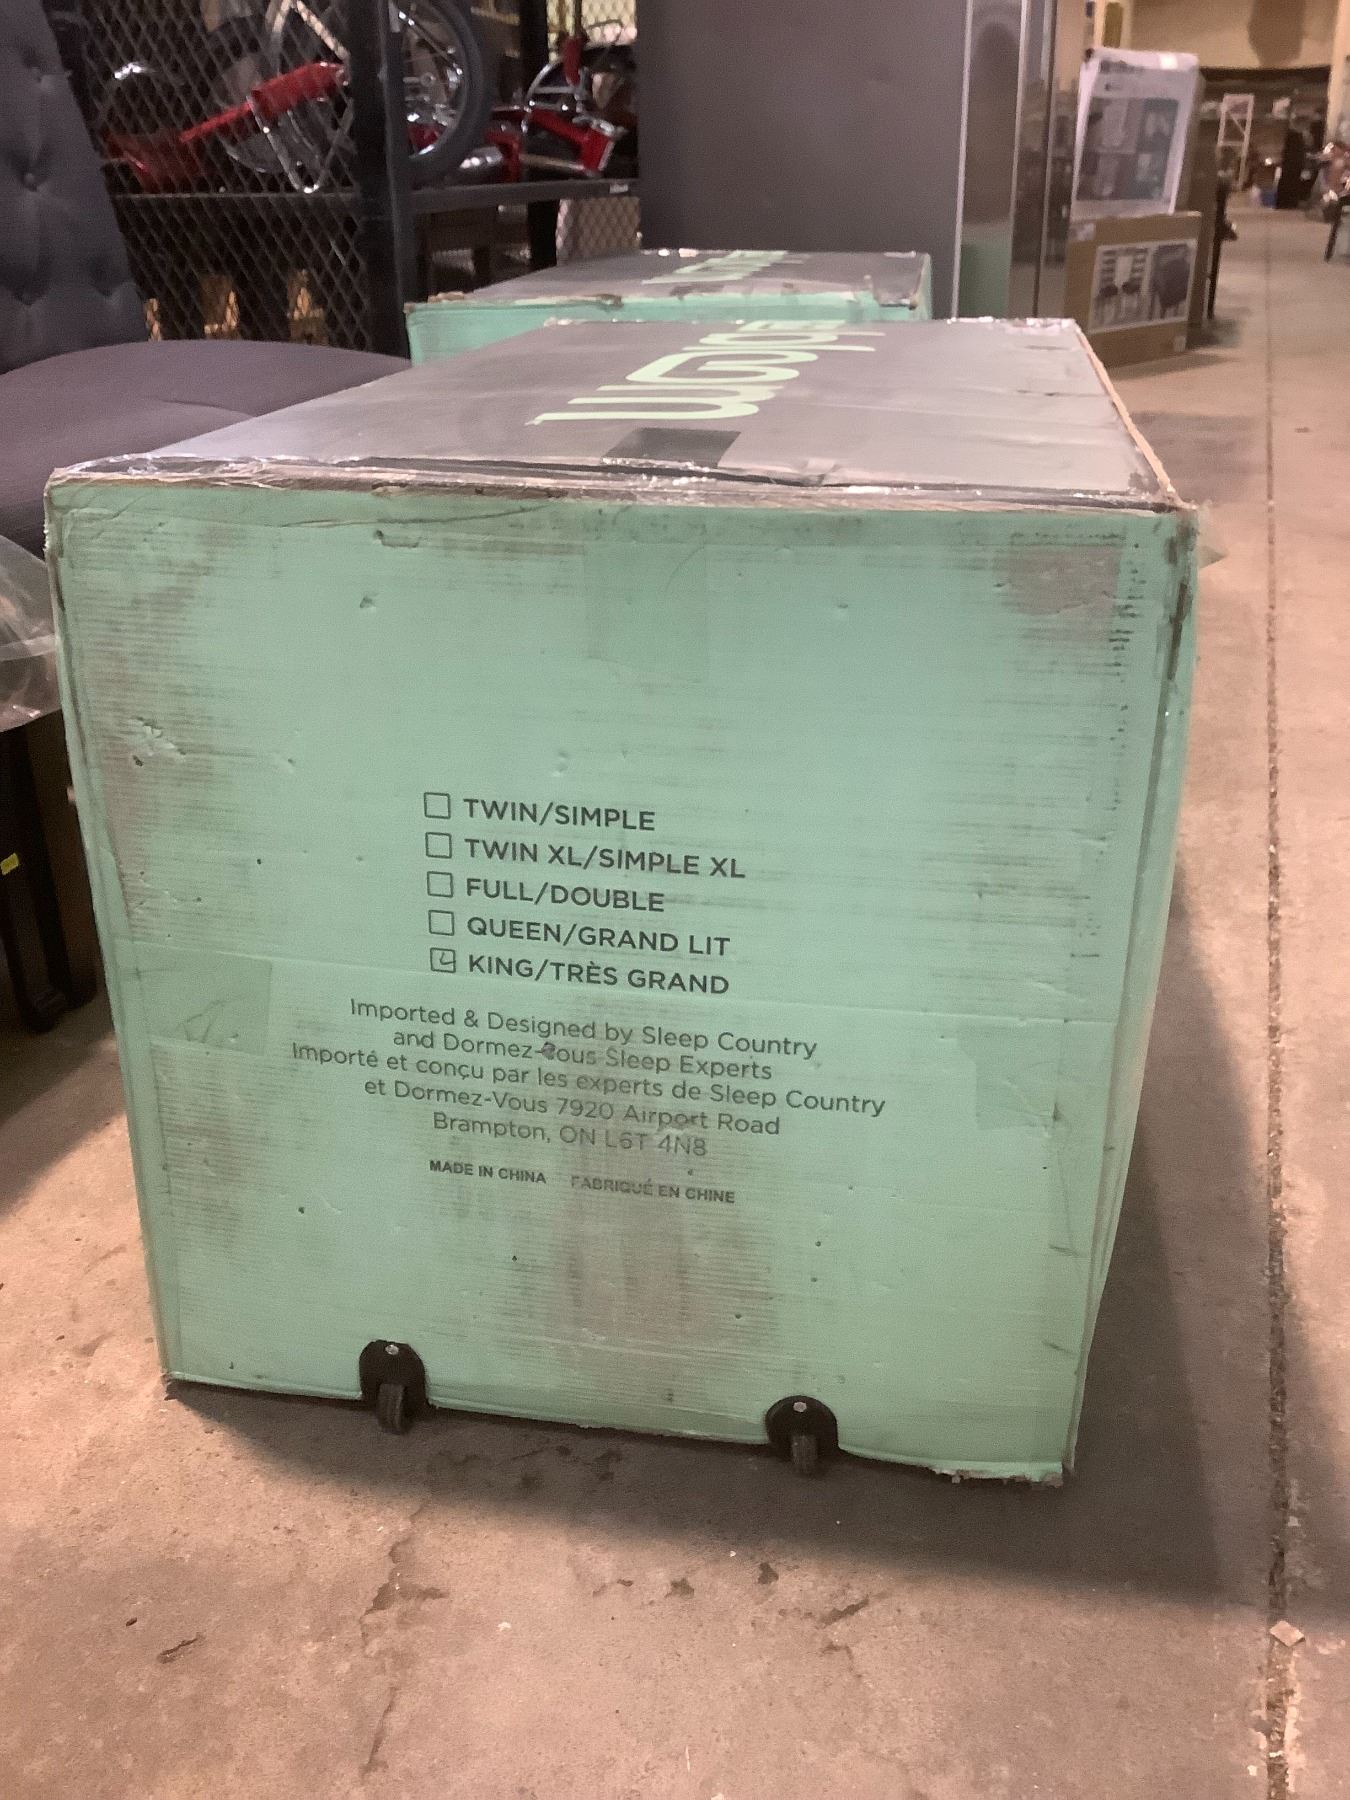 TWIN/SIMPLE
TWIN XL/SIMPLE XL
FULL/DOUBLE
QUEEN/GRAND LIT
KING/TRÈS GRAND
Imported & Designed by Sleep Country
and Dormez-Vous Sleep Experts
Importé et conçu par les experts de Sleep Country
et Dormez-Vous 7920 Airport Road
Brampton, ON L6T 4N8
MADE IN CHINA FABRIQUÉ EN CHINE